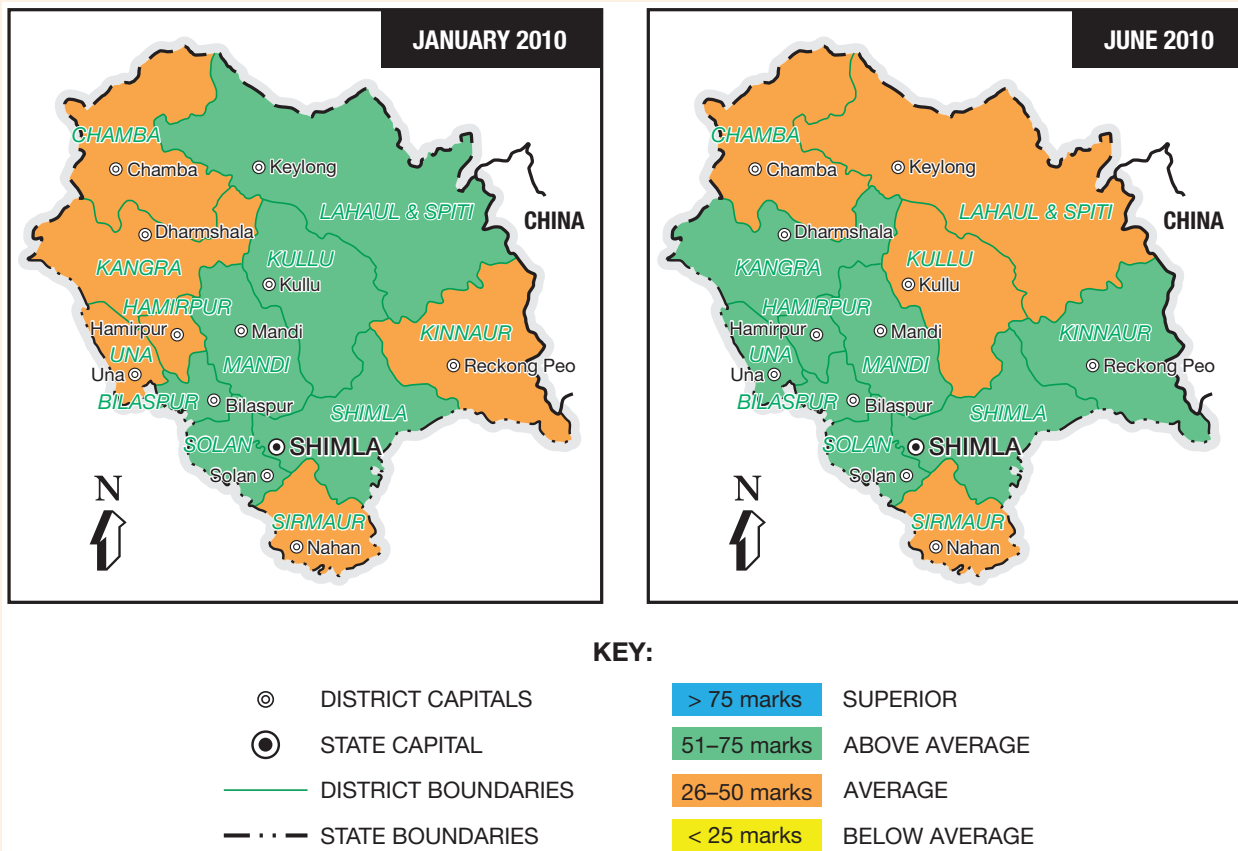 JANUARY 2010
CHAMBA
Chamba
Keylong
LAHAUL & SPITI
CHINA
Dharmshala
KANGRA
KULLU
Kullu
HAMIRPUR
Hamirpur
Mandi
KINNAUR
UNA
Una
MANDI
Reckong Peo
BILASPUR
Bilaspur
SHIMLA
SOLAN
SHIMLA
Solan
N
SIRMAUR
Nahan
JUNE 2010
CHAMBA
Chamba
Keylong
LAHAUL & SPITI
CHINA
Dharmshala
KANGRA
KULLU
Kullu
HAMIRPUR
Hamirpur
Mandi
KINNAUR
UNA
Una
MANDI
Reckong Peo
BILASPUR
Bilaspur
SHIMLA
SOLAN
SHIMLA
Solan
N
SIRMAUR
Nahan
KEY:
DISTRICT CAPITALS
STATE CAPITAL
DISTRICT BOUNDARIES
STATE BOUNDARIES
> 75 marks SUPERIOR
51–75 marks ABOVE AVERAGE
26–50 marks AVERAGE
< 25 marks BELOW AVERAGE